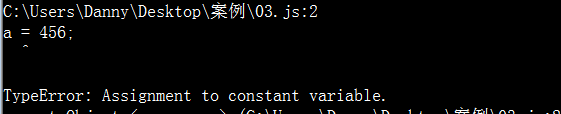 C:\Users\Danny\Desktop\案例\03.js:2
a = 456;
^
TypeError: Assignment to constant variable.